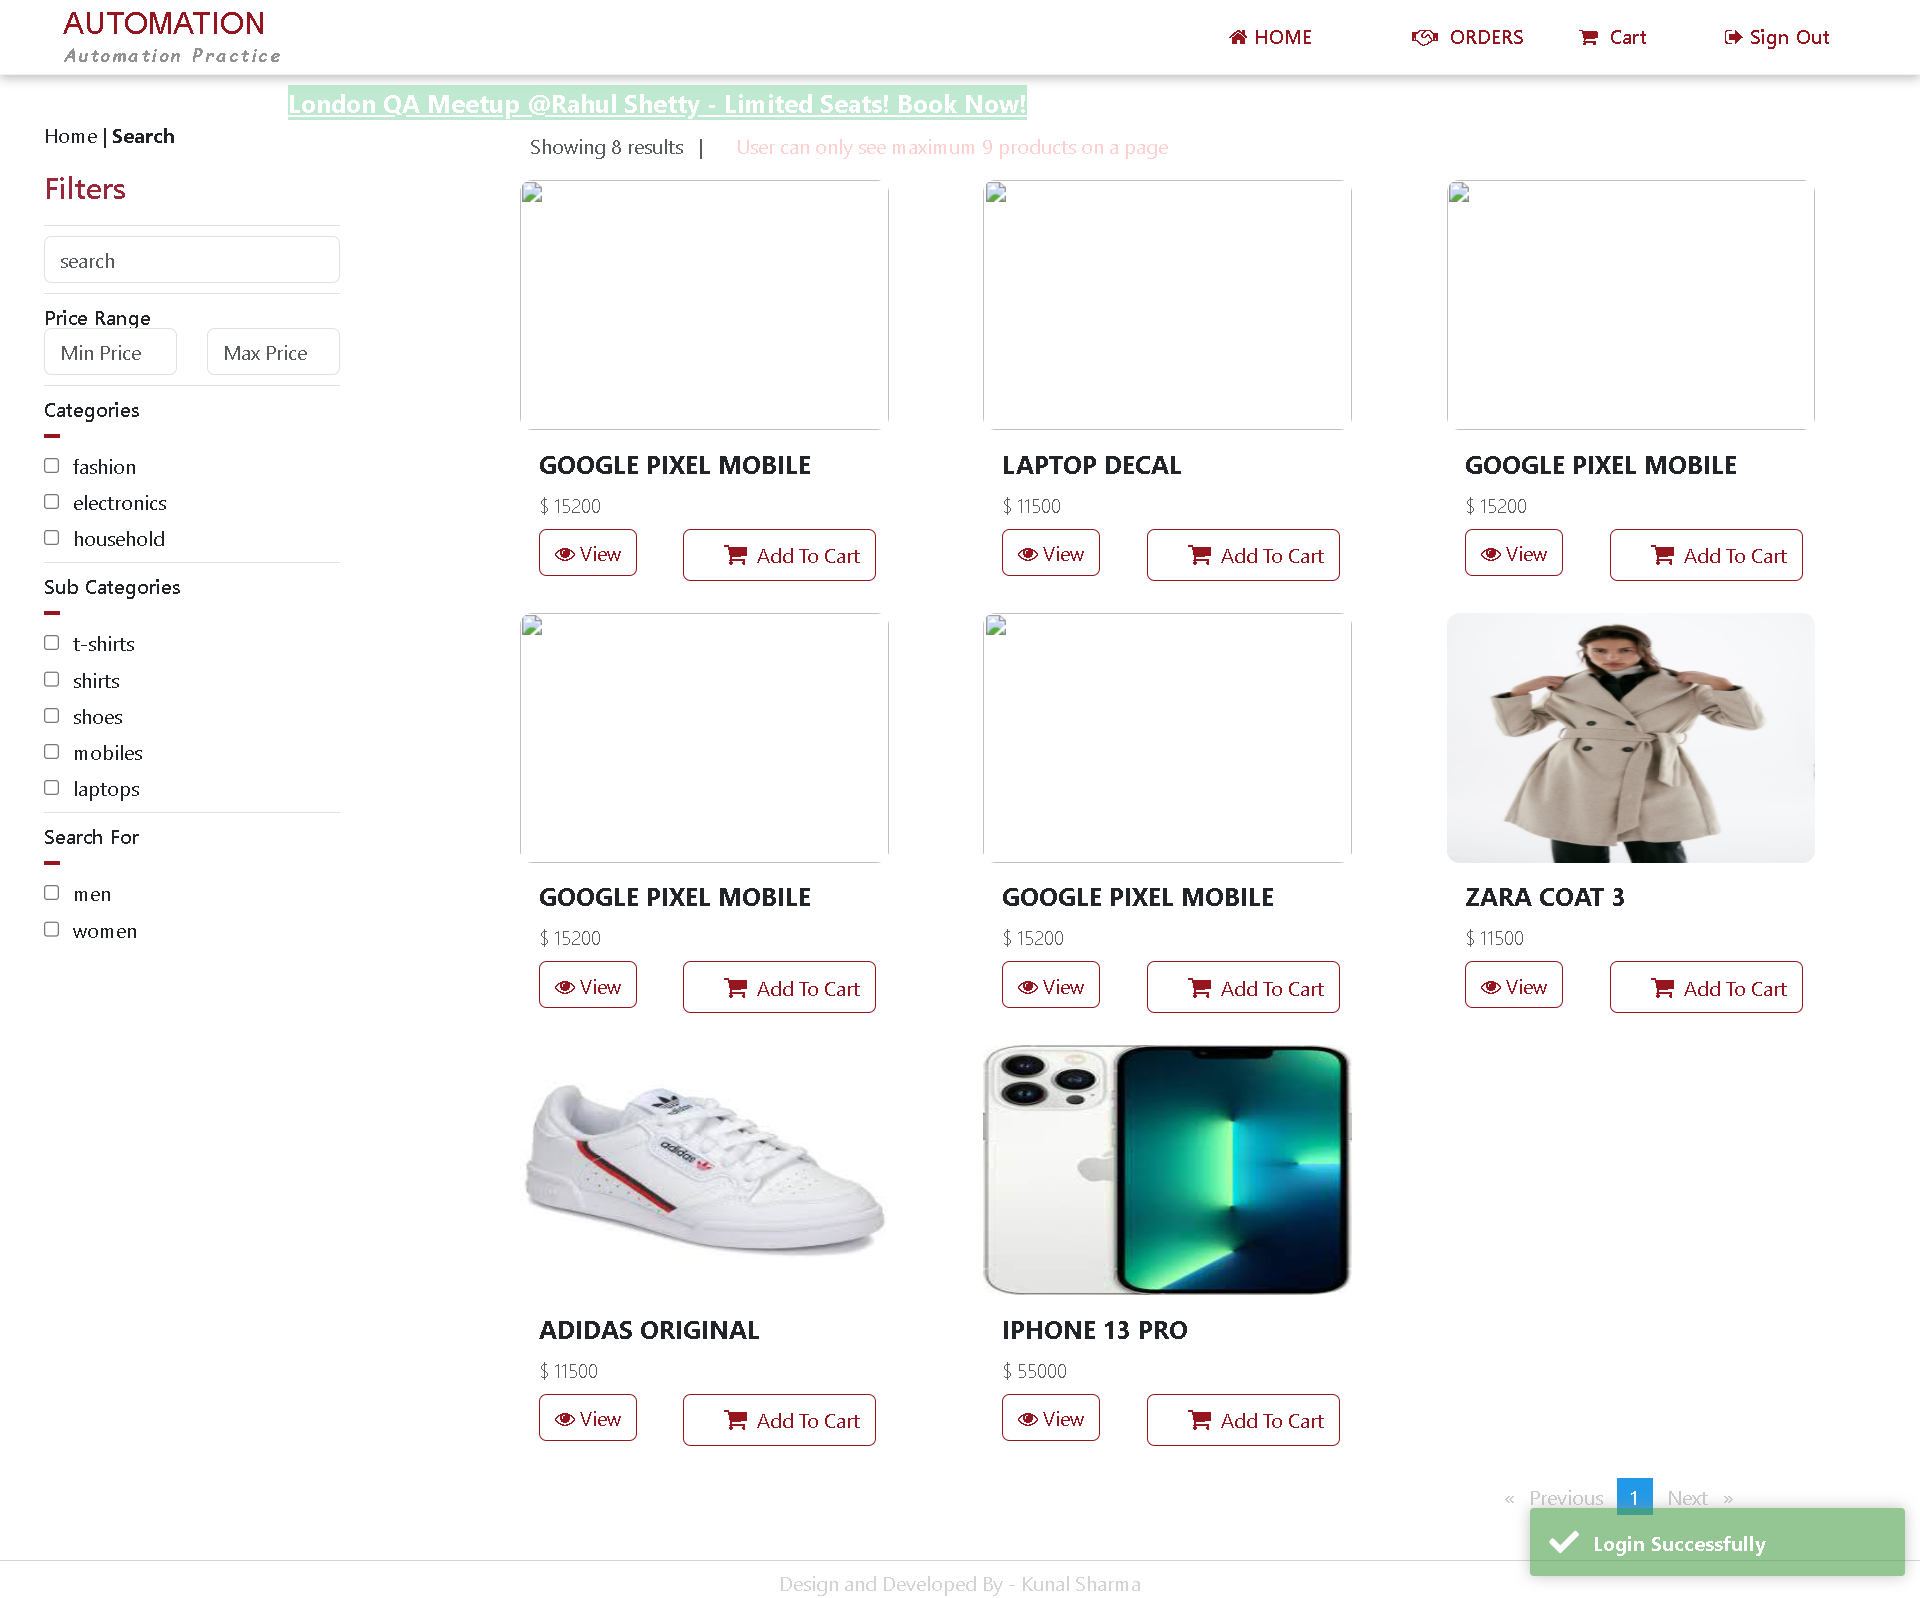 AUTOMATION
Automation Practice
HOME
ORDERS
Cart
Sign Out
London QA Meetup @Rahul Shetty - Limited Seats! Book Now!
Home | Search
Showing 8 results |
User can only see maximum 9 products on a page
Filters
search
Price Range
Min Price
Max Price
Categories
fashion
electronics
household
Sub Categories
t-shirts
shirts
shoes
mobiles
laptops
Search For
men
women
GOOGLE PIXEL MOBILE
$ 15200
View
Add To Cart
LAPTOP DECAL
$ 11500
View
Add To Cart
GOOGLE PIXEL MOBILE
$ 15200
View
Add To Cart
GOOGLE PIXEL MOBILE
$ 15200
View
Add To Cart
GOOGLE PIXEL MOBILE
$ 15200
View
Add To Cart
ZARA COAT 3
$ 11500
View
Add To Cart
adidas
adidas
ADIDAS ORIGINAL
$ 11500
View
Add To Cart
IPHONE 13 PRO
$ 55000
View
Add To Cart
« Previous 1 Next »
Login Successfully
Design and Developed By - Kunal Sharma